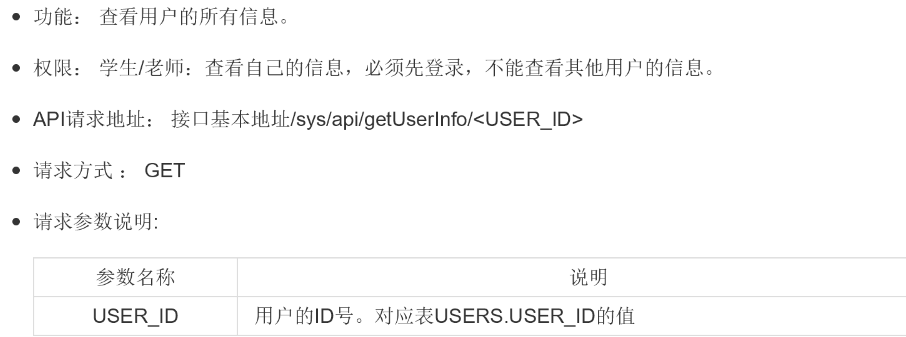 功能： 查看用户的所有信息。
权限： 学生/老师：查看自己的信息，必须先登录，不能查看其他用户的信息。
API请求地址： 接口基本地址/sys/api/getUserInfo/<USER_ID>
请求方式 ： GET
请求参数说明:
参数名称 说明
USER_ID 用户的ID号。对应表USERS.USER_ID的值